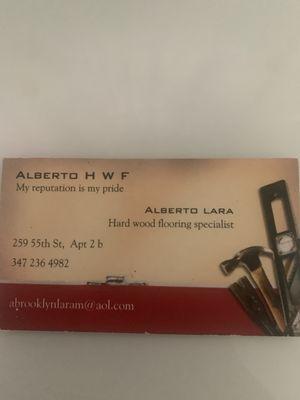 ALBERTO H W F
My reputation is my pride
ALBERTO LARA
Hard wood flooring specialist
259 55th St, Apt 2 b
347 236 4982
abrooklynlaram@aol.com